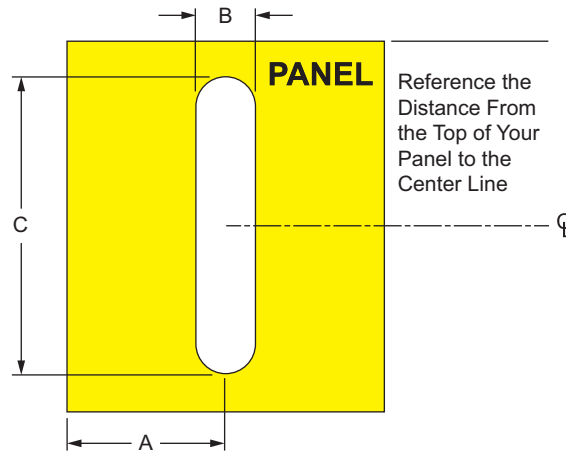 B
PANEL
Reference the
Distance From
the Top of Your
Panel to the
Center Line
C
℄
A